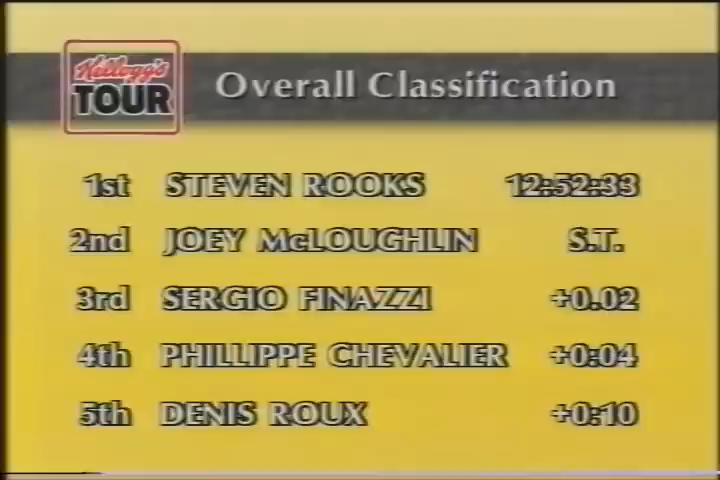 Kellogg's
TOUR
Overall Classification
1st STEVEN ROOKS 12:52:33
2nd JOEY McLOUGHLIN S.T.
3rd SERGIO FINAZZI +0.02
4th PHILLIPPE CHEVALIER +0:04
5th DENIS ROUX +0:10